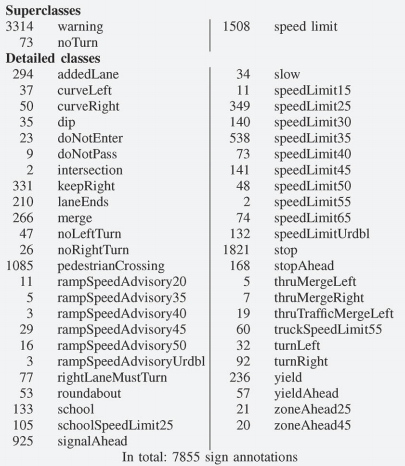 Superclasses
3314 warning 1508 speed limit
73 noTurn
Detailed classes
294 addedLane 34 slow
37 curveLeft 11 speedLimit15
50 curveRight 349 speedLimit25
35 dip 140 speedLimit30
23 doNotEnter 538 speedLimit35
9 doNotPass 73 speedLimit40
2 intersection 141 speedLimit45
331 keepRight 48 speedLimit50
210 laneEnds 2 speedLimit55
266 merge 74 speedLimit65
47 noLeftTurn 132 speedLimitUrdbl
26 noRightTurn 1821 stop
1085 pedestrianCrossing 168 stopAhead
11 rampSpeedAdvisory20 5 thruMergeLeft
5 rampSpeedAdvisory35 7 thruMergeRight
3 rampSpeedAdvisory40 19 thruTrafficMergeLeft
29 rampSpeedAdvisory45 60 truckSpeedLimit55
16 rampSpeedAdvisory50 32 turnLeft
3 rampSpeedAdvisoryUrdbl 92 turnRight
77 rightLaneMustTurn 236 yield
53 roundabout 57 yieldAhead
133 school 21 zoneAhead25
105 schoolSpeedLimit25 20 zoneAhead45
925 signalAhead
In total: 7855 sign annotations